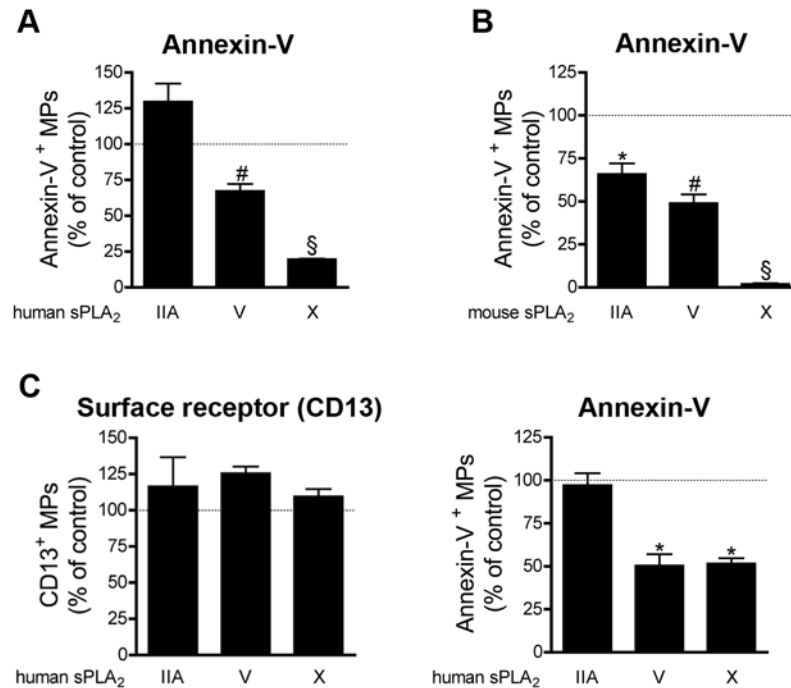 A
Annexin-V
Annexin-V + MPs
(% of control)
150
125
100
75
50
25
0
#
§
human sPLA2
IIA
V
X
B
Annexin-V
Annexin-V + MPs
(% of control)
125
100
75
50
25
0
*
#
§
mouse sPLA2
IIA
V
X
C
Surface receptor (CD13)
CD13+ MPs
(% of control)
150
125
100
75
50
25
0
human sPLA2
IIA
V
X
Annexin-V
Annexin-V + MPs
(% of control)
125
100
75
50
25
0
*
*
human sPLA2
IIA
V
X